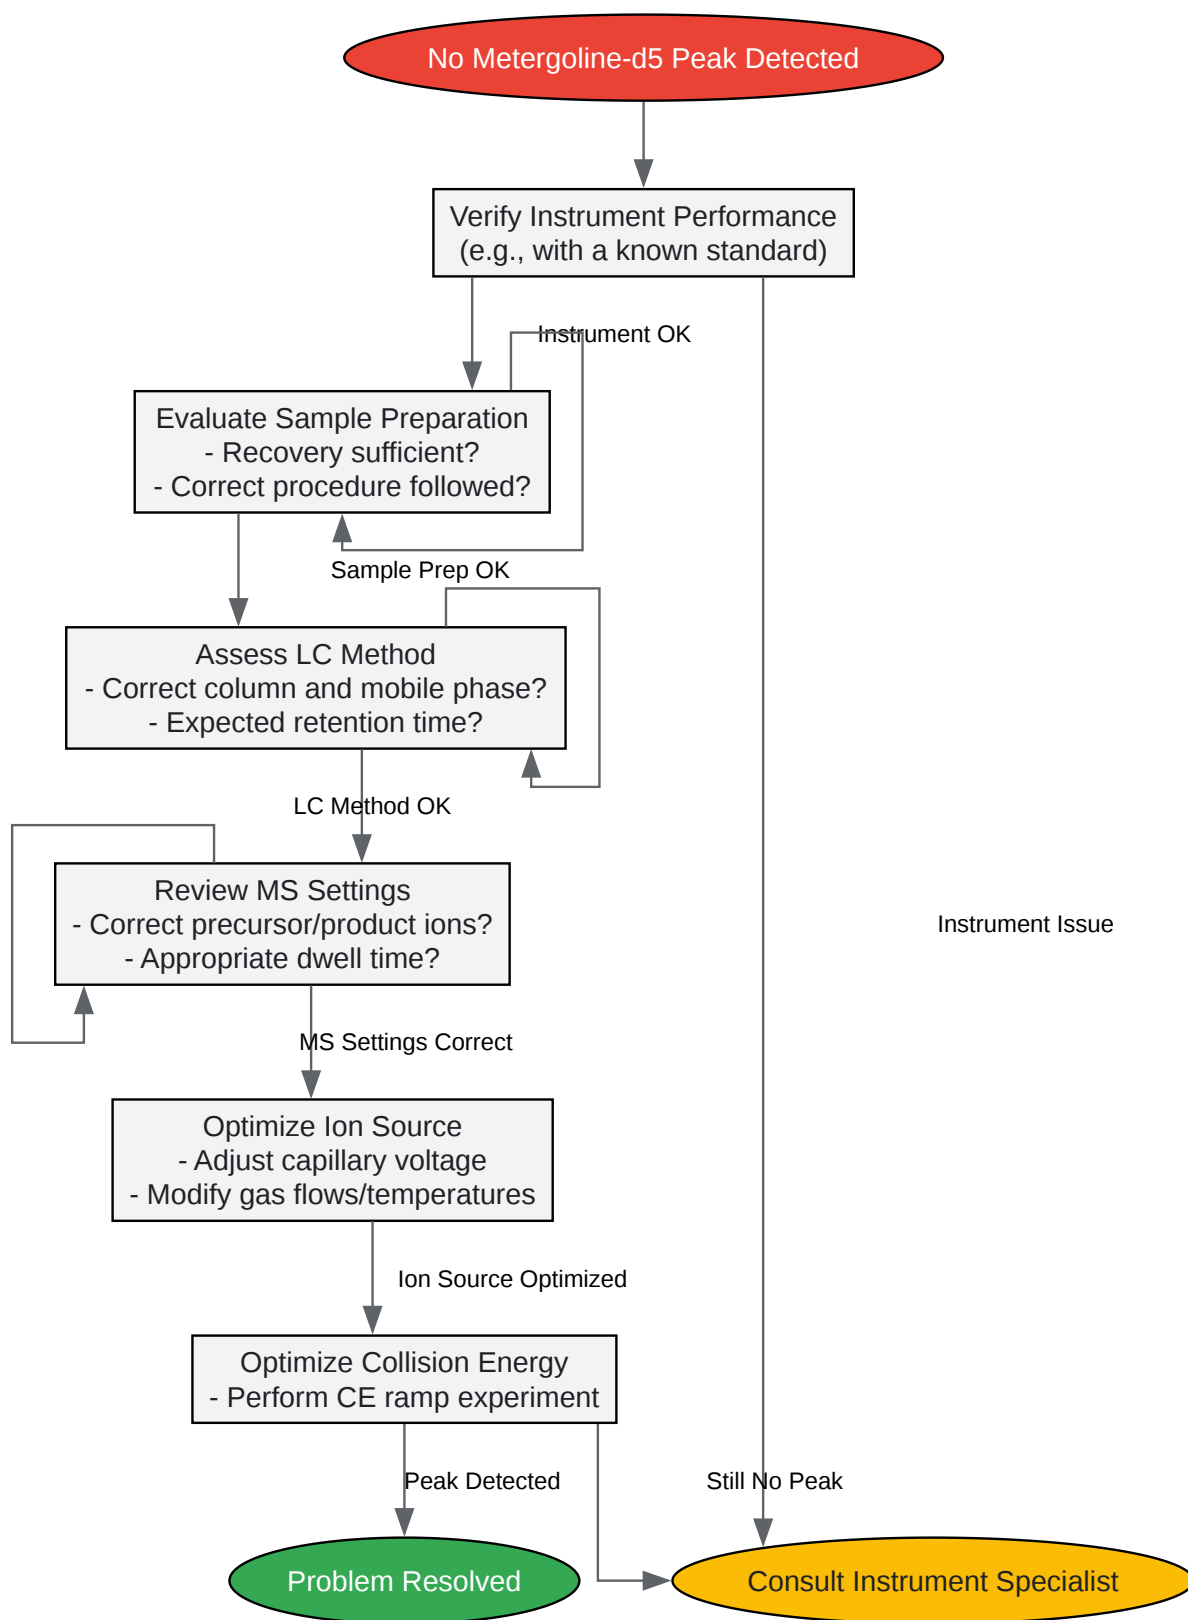 No Metergoline-d5 Peak Detected
Verify Instrument Performance
(e.g., with a known standard)
Instrument OK
Evaluate Sample Preparation
- Recovery sufficient?
- Correct procedure followed?
Sample Prep OK
Assess LC Method
- Correct column and mobile phase?
- Expected retention time?
LC Method OK
Review MS Settings
- Correct precursor/product ions?
- Appropriate dwell time?
Instrument Issue
MS Settings Correct
Optimize Ion Source
- Adjust capillary voltage
- Modify gas flows/temperatures
Ion Source Optimized
Optimize Collision Energy
- Perform CE ramp experiment
Peak Detected
Still No Peak
Problem Resolved
Consult Instrument Specialist